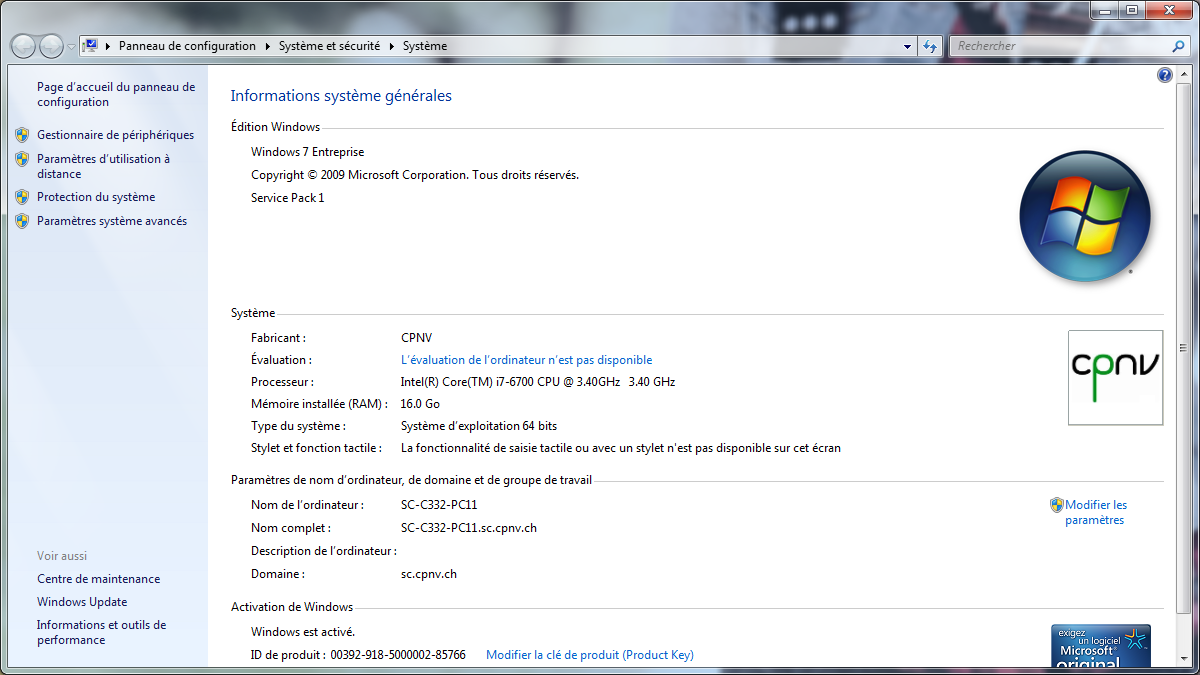 Panneau de configuration ▸ Système et sécurité ▸ Système
Rechercher
Page d'accueil du panneau de
configuration
Gestionnaire de périphériques
Paramètres d'utilisation à
distance
Protection du système
Paramètres système avancés
Voir aussi
Centre de maintenance
Windows Update
Informations et outils de
performance
Informations système générales
Édition Windows
Windows 7 Entreprise
Copyright © 2009 Microsoft Corporation. Tous droits réservés.
Service Pack 1
Système
Fabricant : CPNV
Évaluation : L'évaluation de l'ordinateur n'est pas disponible
Processeur : Intel(R) Core(TM) i7-6700 CPU @ 3.40GHz 3.40 GHz
Mémoire installée (RAM) : 16.0 Go
Type du système : Système d'exploitation 64 bits
Stylet et fonction tactile : La fonctionnalité de saisie tactile ou avec un stylet n'est pas disponible sur cet écran
cpnv
Paramètres de nom d'ordinateur, de domaine et de groupe de travail
Nom de l'ordinateur : SC-C332-PC11
Nom complet : SC-C332-PC11.sc.cpnv.ch
Description de l'ordinateur :
Domaine : sc.cpnv.ch
Modifier les
paramètres
Activation de Windows
Windows est activé.
ID de produit : 00392-918-5000002-85766 Modifier la clé de produit (Product Key)
exigez
un logiciel
Microsoft®
original